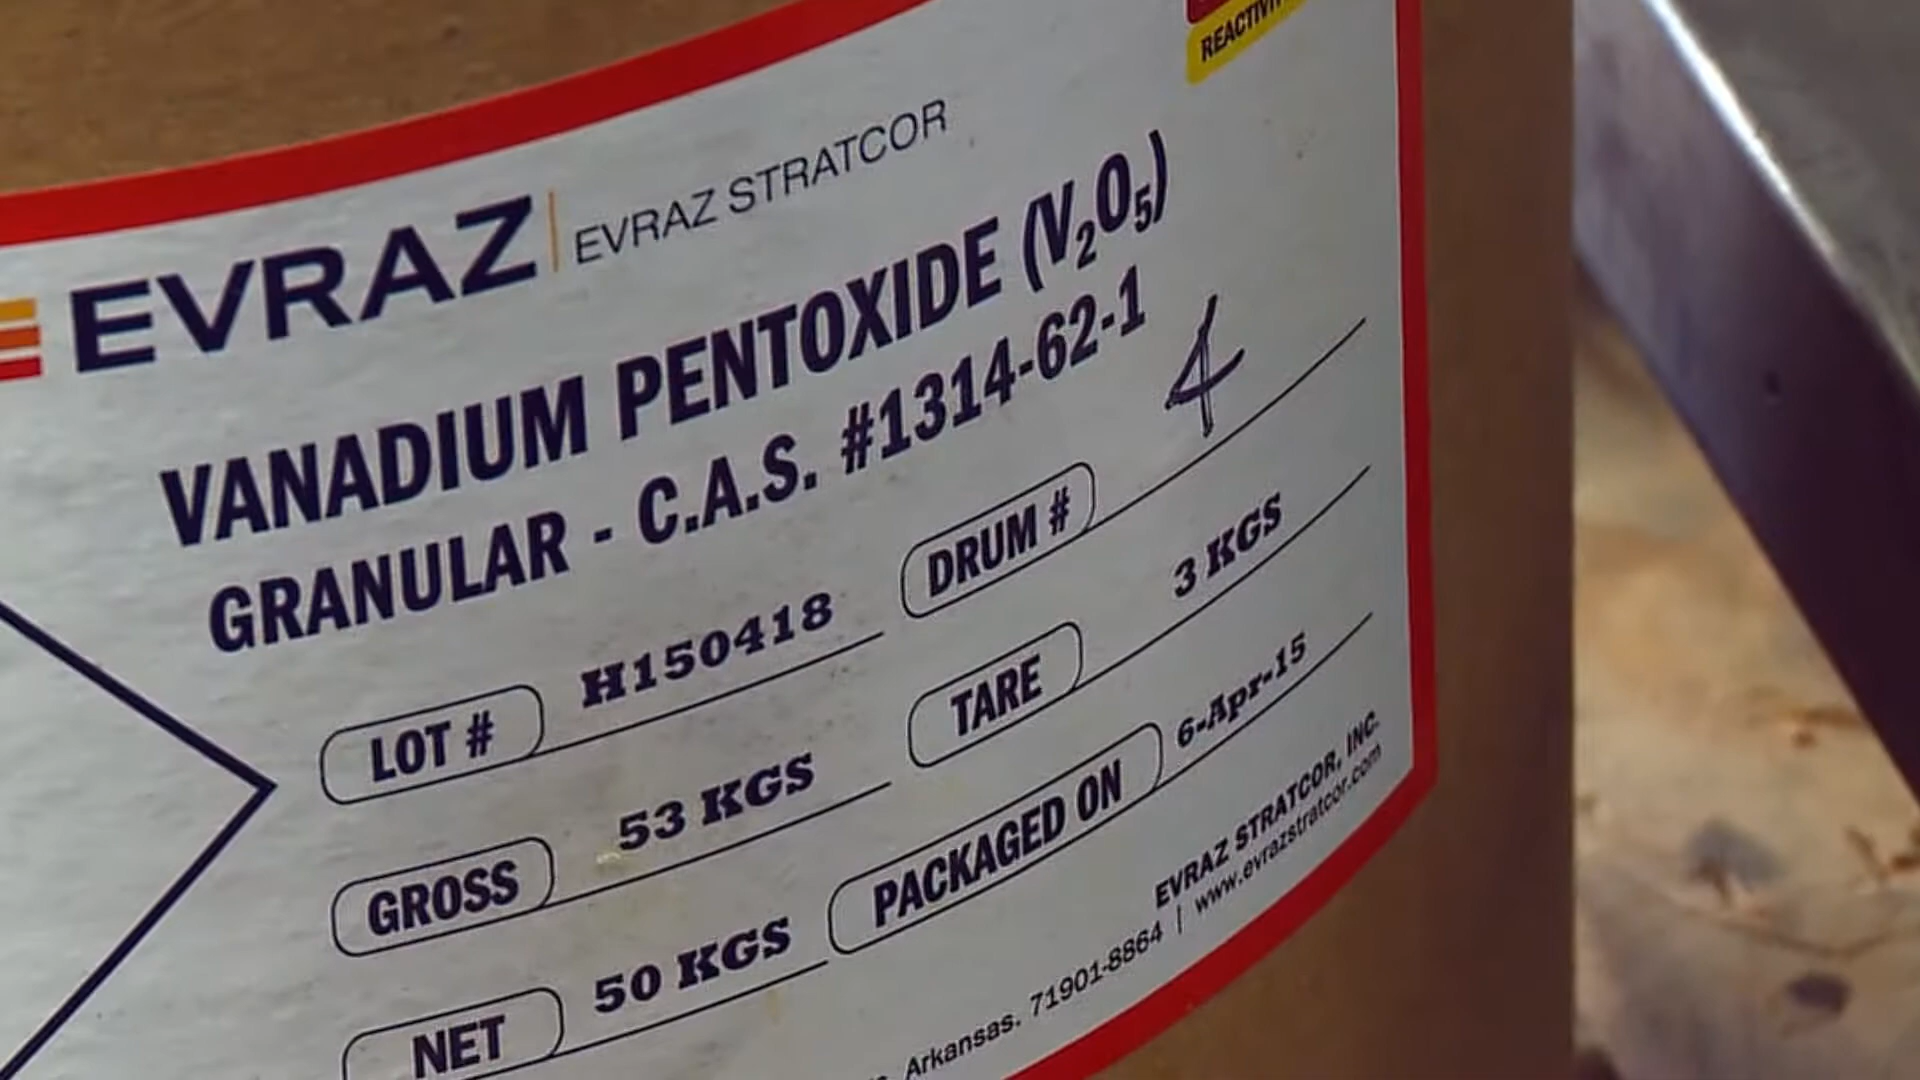 REACTIVI
EVRAZ | EVRAZ STRATCOR
VANADIUM PENTOXIDE (V₂O₅)
GRANULAR - C.A.S. #1314-62-1
LOT # H150418 DRUM # 4
GROSS 53 KGS TARE 3 KGS
NET 50 KGS PACKAGED ON 6-Apr-15
EVRAZ STRATCOR, INC.
Arkansas. 71901-8864 | www.evrazstratcor.com